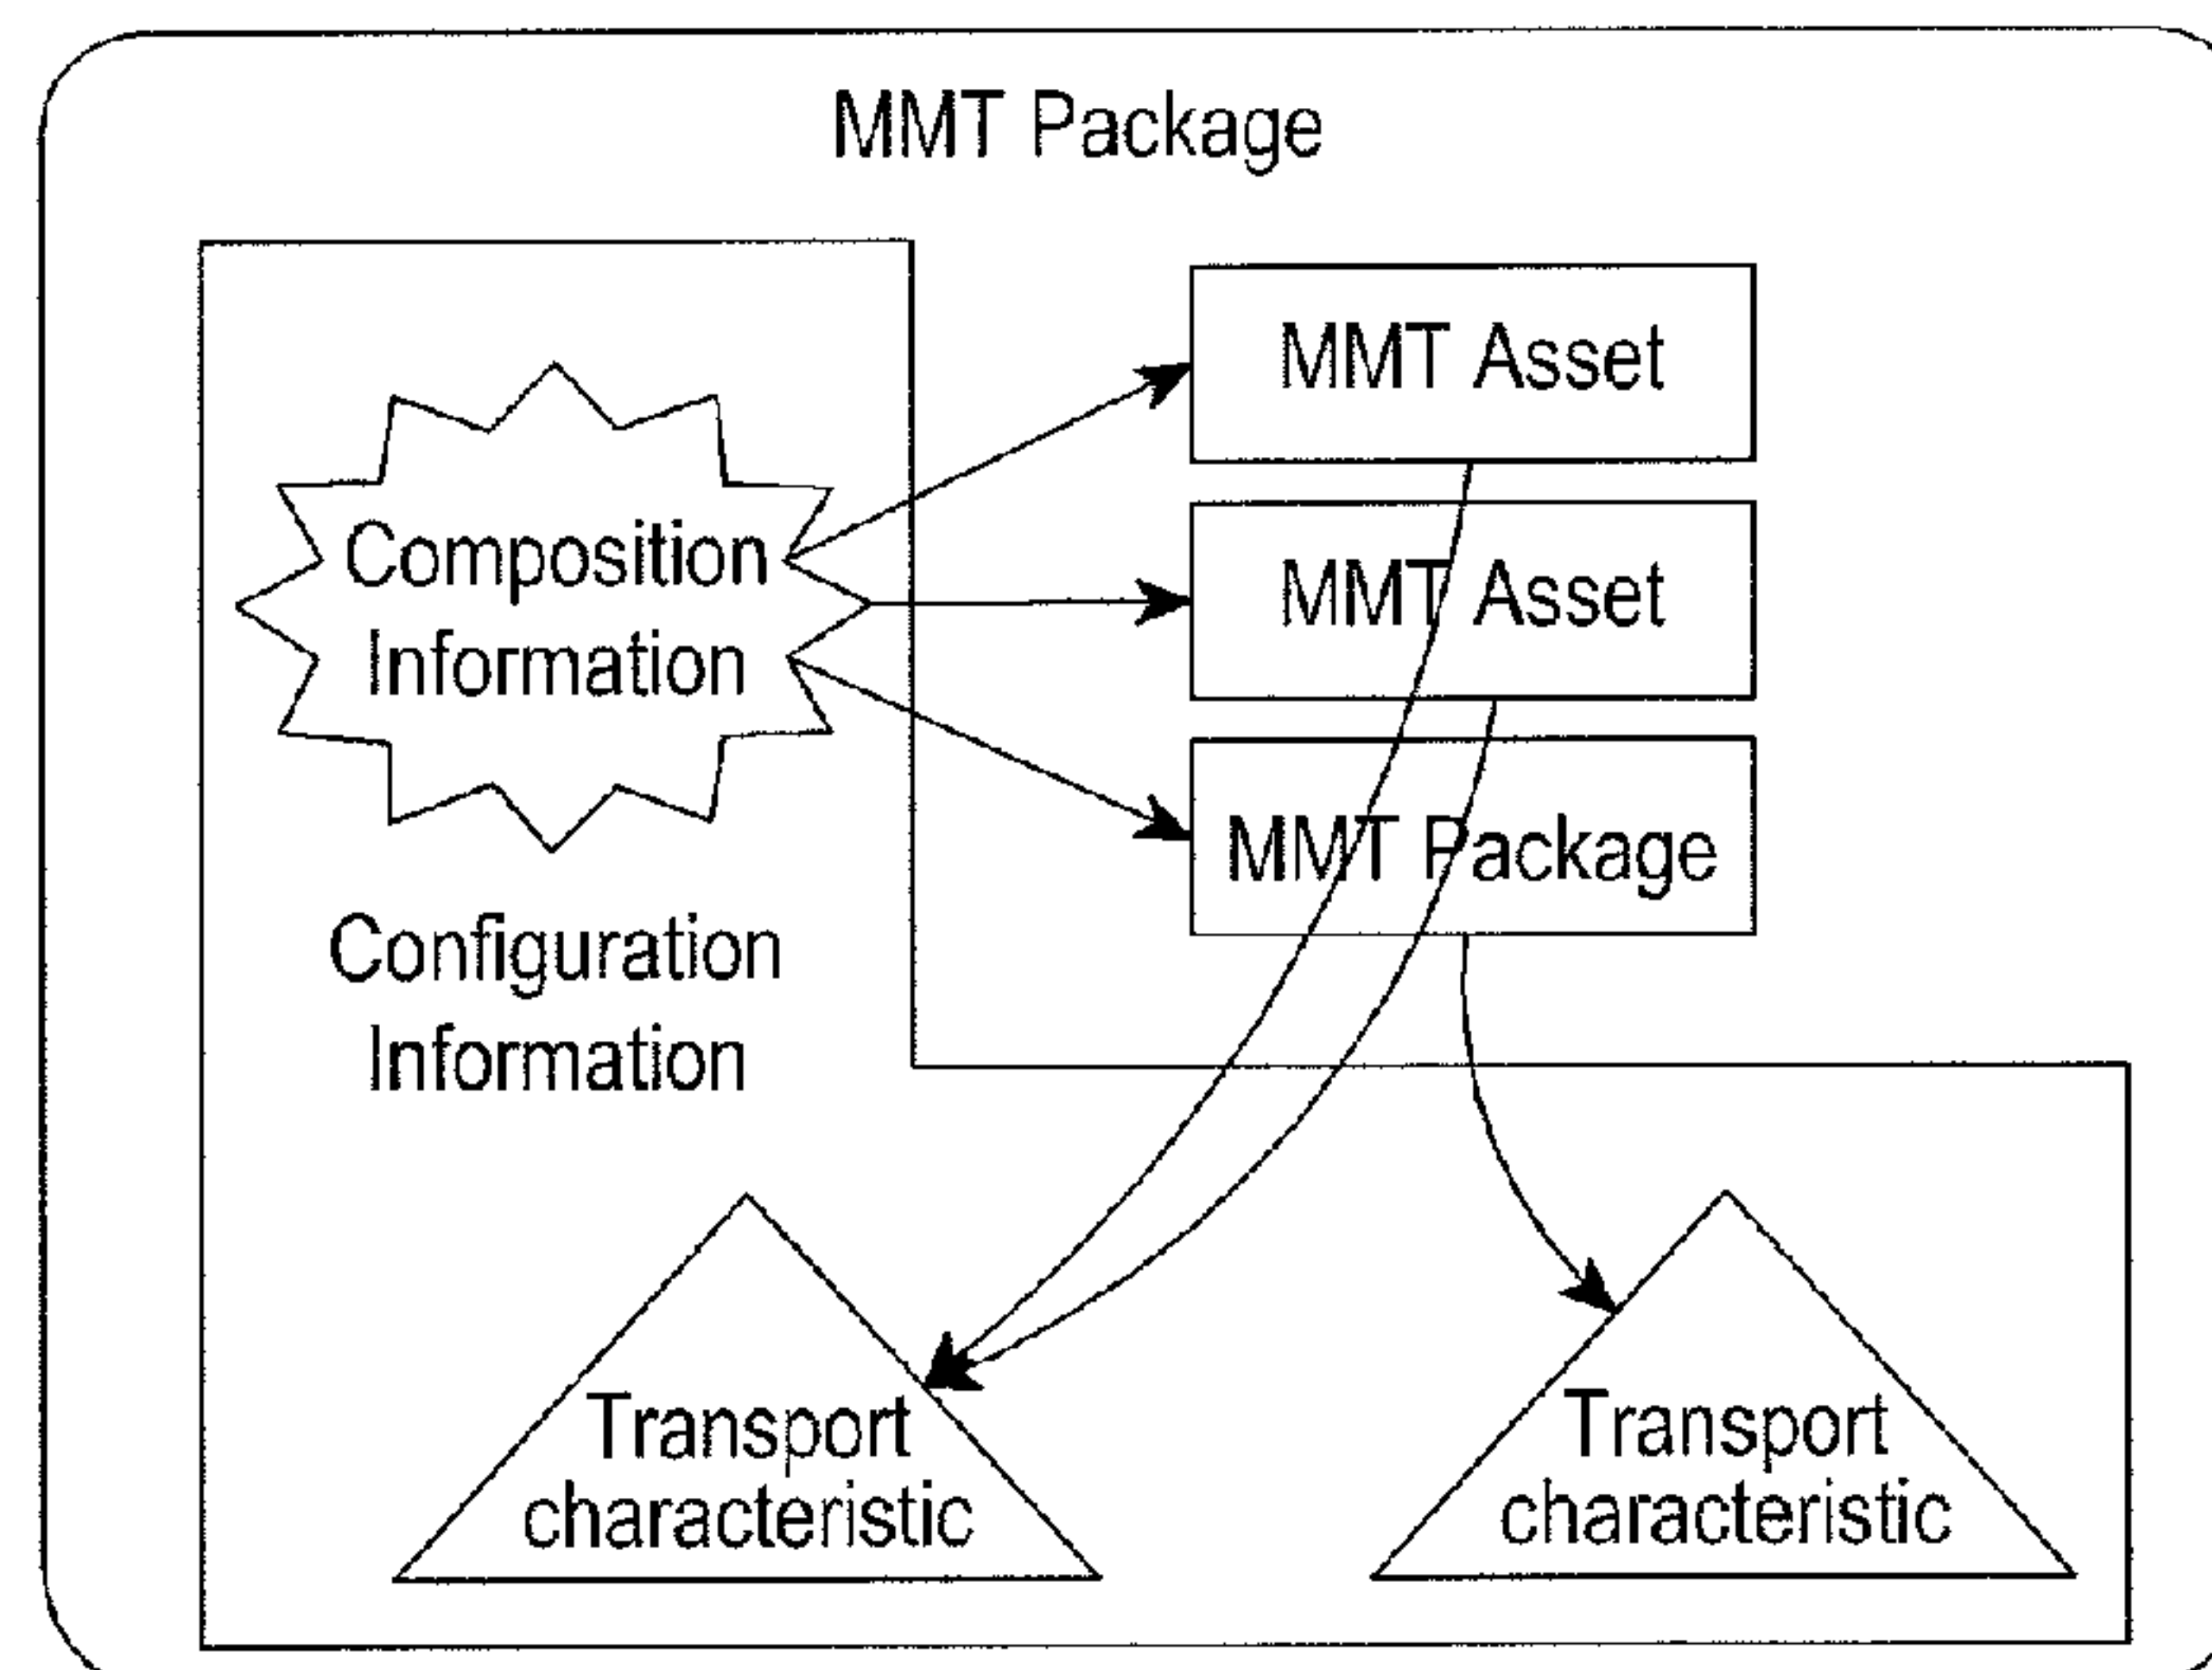 MMT Package
MMT Asset
MMT Asset
MMT Package
Composition
Information
Configuration
Information
Transport
characteristic
Transport
characteristic